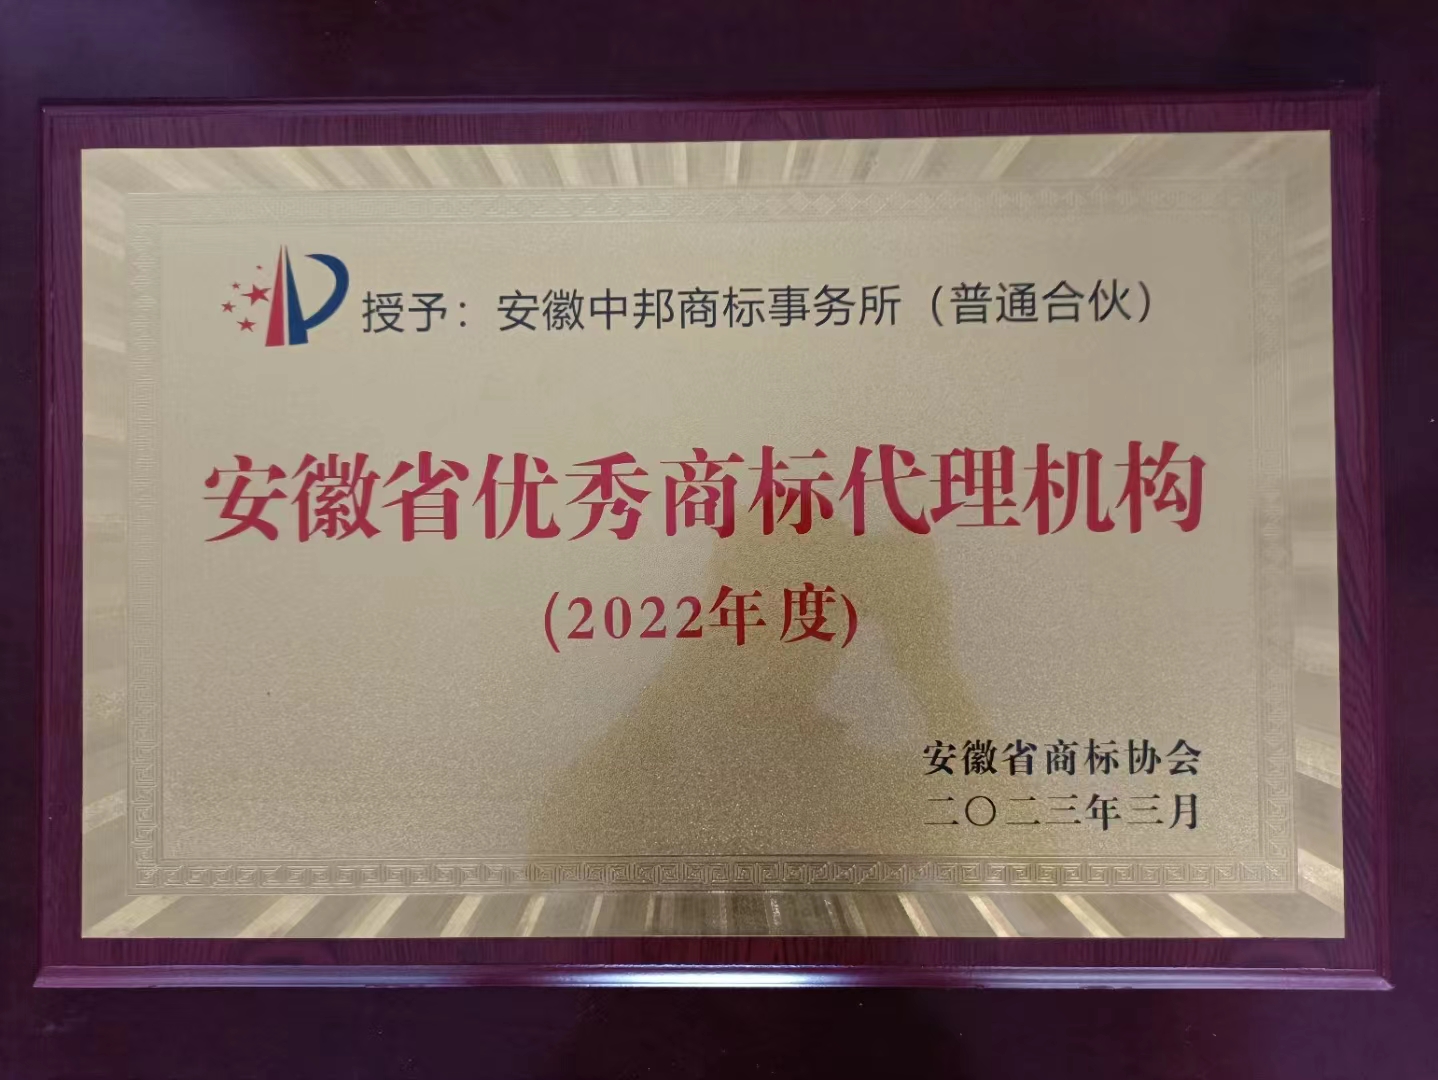 授予：安徽中邦商标事务所（普通合伙）
安徽省优秀商标代理机构
(2022年度)
安徽省商标协会
二〇二三年三月